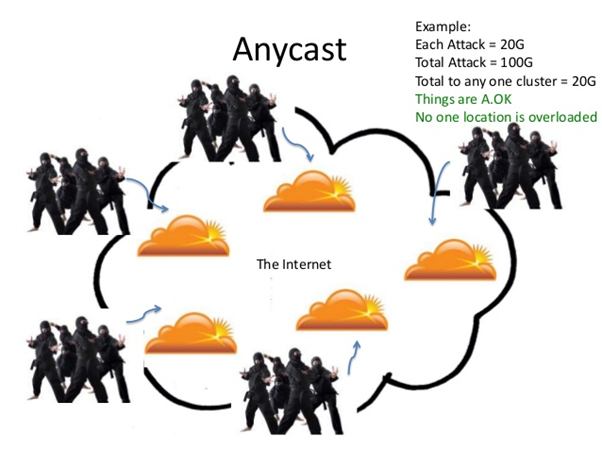 Anycast
Example:
Each Attack = 20G
Total Attack = 100G
Total to any one cluster = 20G
Things are A.OK
No one location is overloaded
The Internet